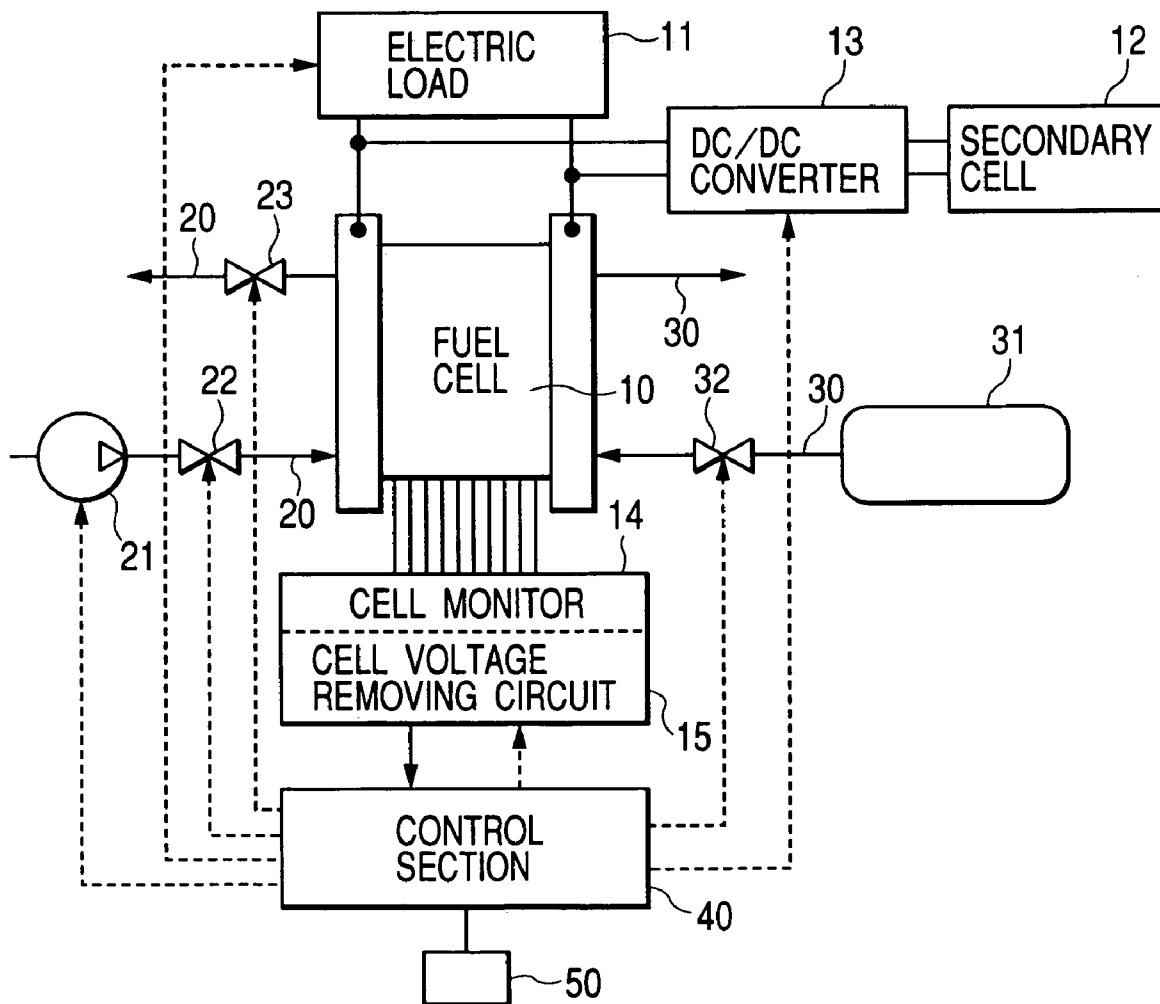 ELECTRIC
LOAD
11
13
12
DC/DC
CONVERTER
SECONDARY
CELL
20
23
30
FUEL
CELL
10
22
32
30
31
21
20
14
CELL MONITOR
CELL VOLTAGE
REMOVING CIRCUIT
15
CONTROL
SECTION
40
50